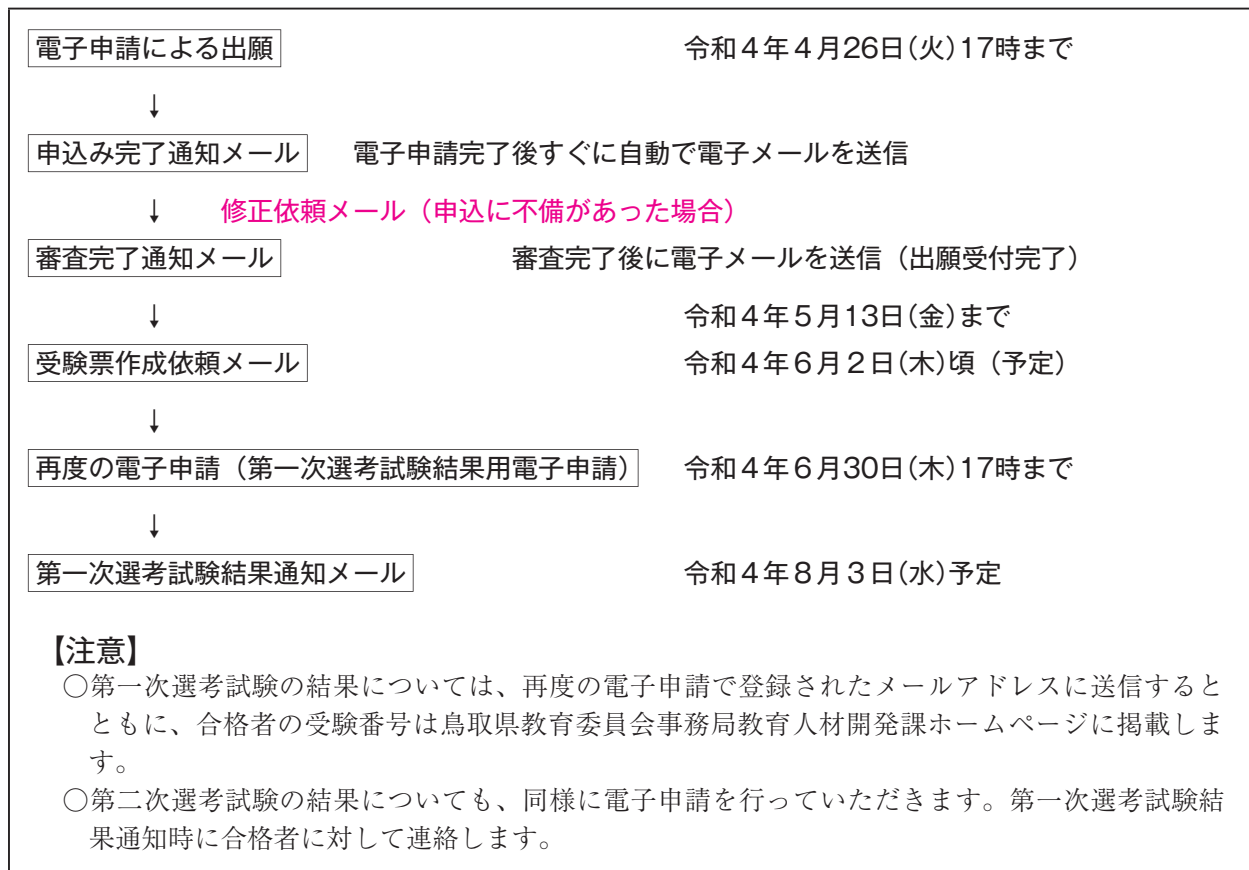 電子申請による出願 令和4年4月26日(火)17時まで
↓
申込み完了通知メール 電子申請完了後すぐに自動で電子メールを送信
↓ 修正依頼メール（申込に不備があった場合）
審査完了通知メール 審査完了後に電子メールを送信（出願受付完了）
↓ 令和4年5月13日(金)まで
受験票作成依頼メール 令和4年6月2日(木)頃（予定）
↓
再度の電子申請（第一次選考試験結果用電子申請） 令和4年6月30日(木)17時まで
↓
第一次選考試験結果通知メール 令和4年8月3日(水)予定
【注意】
○第一次選考試験の結果については、再度の電子申請で登録されたメールアドレスに送信すると
ともに、合格者の受験番号は鳥取県教育委員会事務局教育人材開発課ホームページに掲載しま
す。
○第二次選考試験の結果についても、同様に電子申請を行っていただきます。第一次選考試験結
果通知時に合格者に対して連絡します。